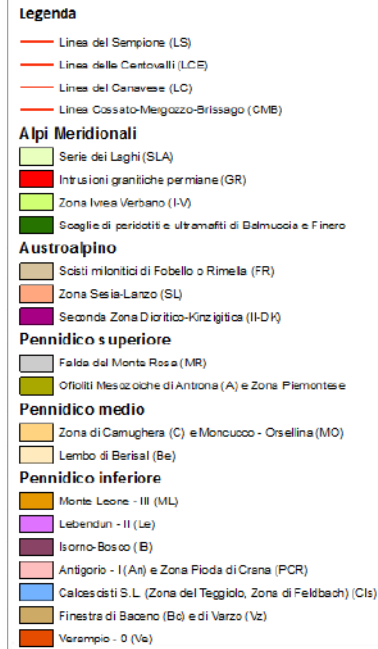 Legenda
Linea del Sempione (LS)
Linea delle Centovalli (LCE)
Linea del Canavese (LC)
Linea Cossato-Mergozzo-Brissago (CMB)
Alpi Meridionali
Serie dei Laghi (SLA)
Intrusioni granitiche permiane (GR)
Zona Ivrea Verbano (I-V)
Scaglie di peridotiti e ultramafiti di Balmuccia e Finero
Austroalpino
Scisti milonitici di Fobello o Rimella (FR)
Zona Sesia-Lanzo (SL)
Seconda Zona Dioritico-Kinzigitica (II-DK)
Pennidico superiore
Falda del Monte Rosa (MR)
Ofioliti Mesozoiche di Antrona (A) e Zona Piemontese
Pennidico medio
Zona di Camughera (C) e Moncucco - Orsellina (MO)
Lembo di Berisal (Be)
Pennidico inferiore
Monte Leone - III (ML)
Lebendun - II (Le)
Isorno-Bosco (IB)
Antigorio - I (An) e Zona Pioda di Crana (PCR)
Calcescisti S.L. (Zona del Teggiolo, Zona di Feldbach) (Cls)
Finestra di Baceno (Bc) e di Varzo (Vz)
Verampio - 0 (Ve)